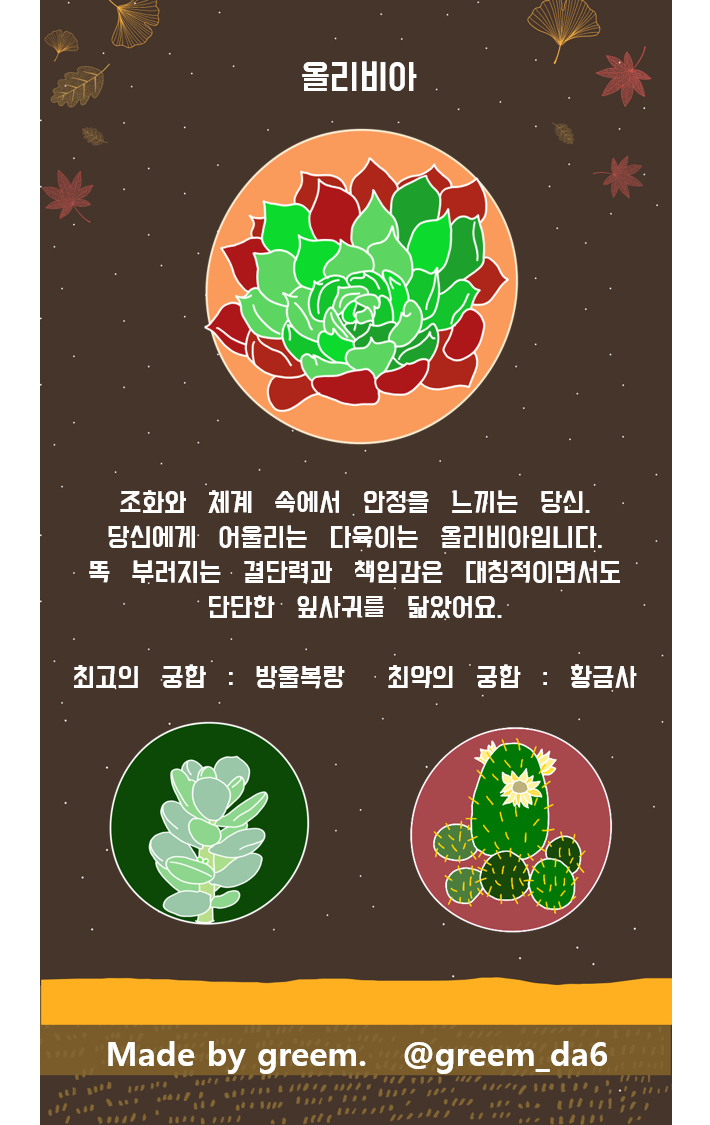 올리비아
조화와 체계 속에서 안정을 느끼는 당신.
당신에게 어울리는 다육이는 올리비아입니다.
똑 부러지는 결단력과 책임감은 대칭적이면서도
단단한 잎사귀를 닮았어요.
최고의 궁합 : 방울복랑 최악의 궁합 : 황금사
Made by greem. @greem_da6